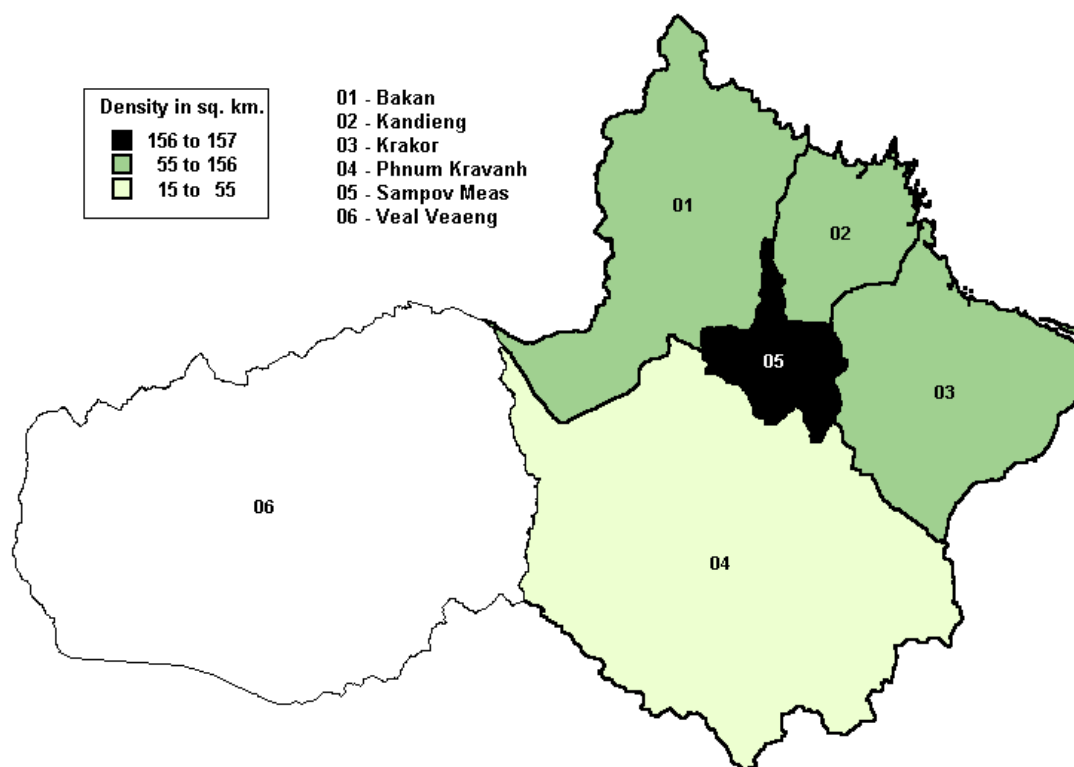 Density in sq. km.
156 to 157
55 to 156
15 to 55
01 - Bakan
02 - Kandieng
03 - Krakor
04 - Phnum Kravanh
05 - Sampov Meas
06 - Veal Veaeng
01
02
05
03
06
04